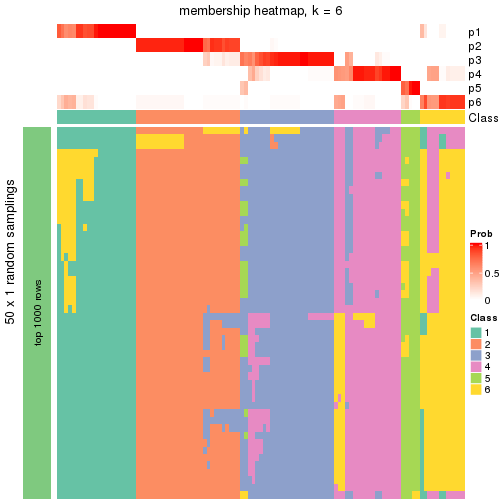 membership heatmap, k = 6
p1
p2
p3
p4
p5
p6
Class
50 x 1 random samplings
top 1000 rows
Prob
1
0.5
0
Class
1
2
3
4
5
6